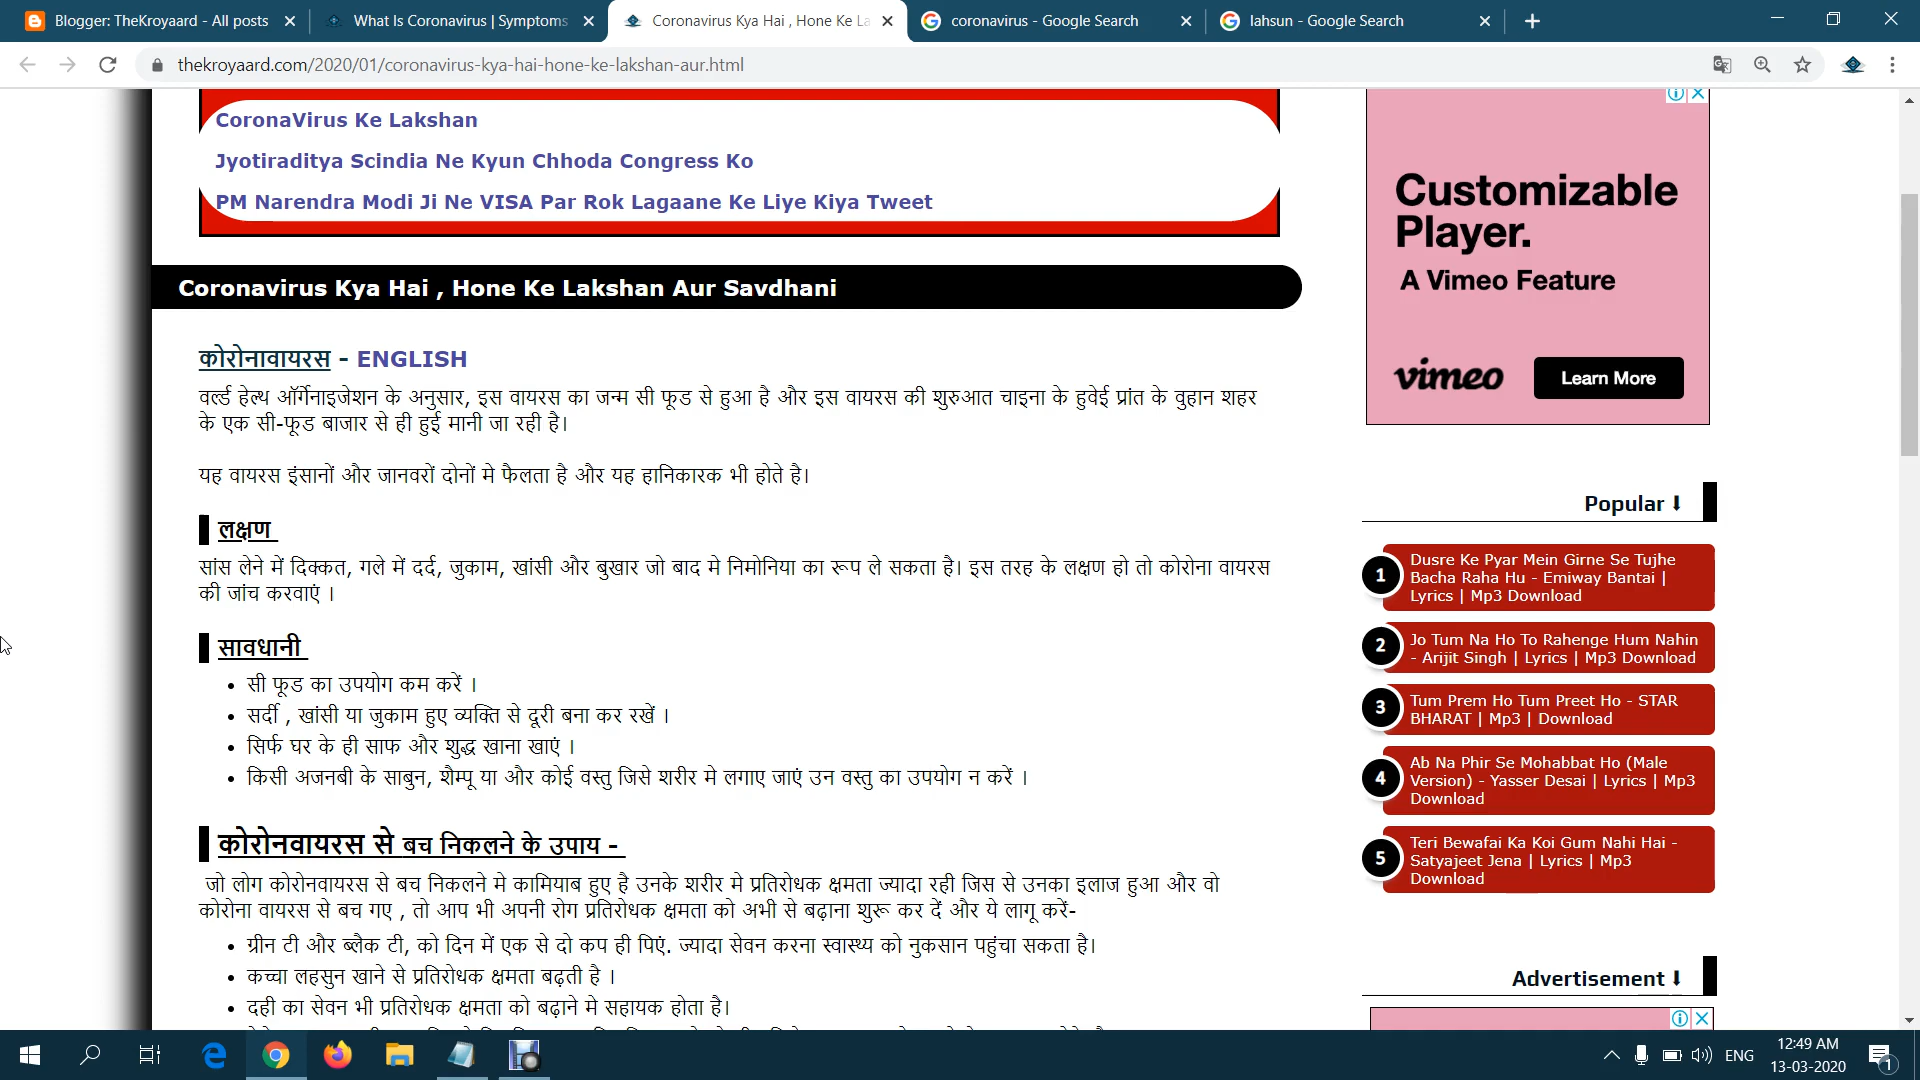 Blogger: TheKroyaard - All posts
What Is Coronavirus | Symptoms
Coronavirus Kya Hai , Hone Ke La
coronavirus - Google Search
lahsun - Google Search
thekroyaard.com/2020/01/coronavirus-kya-hai-hone-ke-lakshan-aur.html
CoronaVirus Ke Lakshan
Jyotiraditya Scindia Ne Kyun Chhoda Congress Ko
PM Narendra Modi Ji Ne VISA Par Rok Lagaane Ke Liye Kiya Tweet
Coronavirus Kya Hai , Hone Ke Lakshan Aur Savdhani
कोरोनावायरस - ENGLISH
वर्ल्ड हेल्थ ऑर्गेनाइजेशन के अनुसार, इस वायरस का जन्म सी फूड से हुआ है और इस वायरस की शुरुआत चाइना के हुवेई प्रांत के वुहान शहर
के एक सी-फूड बाजार से ही हुई मानी जा रही है।
यह वायरस इंसानों और जानवरों दोनों मे फैलता है और यह हानिकारक भी होते है।
लक्षण
सांस लेने में दिक्कत, गले में दर्द, जुकाम, खांसी और बुखार जो बाद मे निमोनिया का रूप ले सकता है। इस तरह के लक्षण हो तो कोरोना वायरस
की जांच करवाएं ।
सावधानी
• सी फूड का उपयोग कम करें ।
• सर्दी , खांसी या जुकाम हुए व्यक्ति से दूरी बना कर रखें ।
• सिर्फ घर के ही साफ और शुद्ध खाना खाएं ।
• किसी अजनबी के साबुन, शैम्पू या और कोई वस्तु जिसे शरीर मे लगाए जाएं उन वस्तु का उपयोग न करें ।
कोरोनवायरस से बच निकलने के उपाय -
जो लोग कोरोनवायरस से बच निकलने मे कामियाब हुए है उनके शरीर मे प्रतिरोधक क्षमता ज्यादा रही जिस से उनका इलाज हुआ और वो
कोरोना वायरस से बच गए , तो आप भी अपनी रोग प्रतिरोधक क्षमता को अभी से बढ़ाना शुरू कर दें और ये लागू करें-
• ग्रीन टी और ब्लैक टी, को दिन में एक से दो कप ही पिएं. ज्यादा सेवन करना स्वास्थ्य को नुकसान पहुंचा सकता है।
• कच्चा लहसुन खाने से प्रतिरोधक क्षमता बढ़ती है ।
• दही का सेवन भी प्रतिरोधक क्षमता को बढ़ाने मे सहायक होता है।
Customizable
Player.
A Vimeo Feature
vimeo
Learn More
Popular ⬇
1
Dusre Ke Pyar Mein Girne Se Tujhe
Bacha Raha Hu - Emiway Bantai |
Lyrics | Mp3 Download
2
Jo Tum Na Ho To Rahenge Hum Nahin
- Arijit Singh | Lyrics | Mp3 Download
3
Tum Prem Ho Tum Preet Ho - STAR
BHARAT | Mp3 | Download
4
Ab Na Phir Se Mohabbat Ho (Male
Version) - Yasser Desai | Lyrics | Mp3
Download
5
Teri Bewafai Ka Koi Gum Nahi Hai -
Satyajeet Jena | Lyrics | Mp3
Download
Advertisement ⬇
ENG
12:49 AM
13-03-2020
1